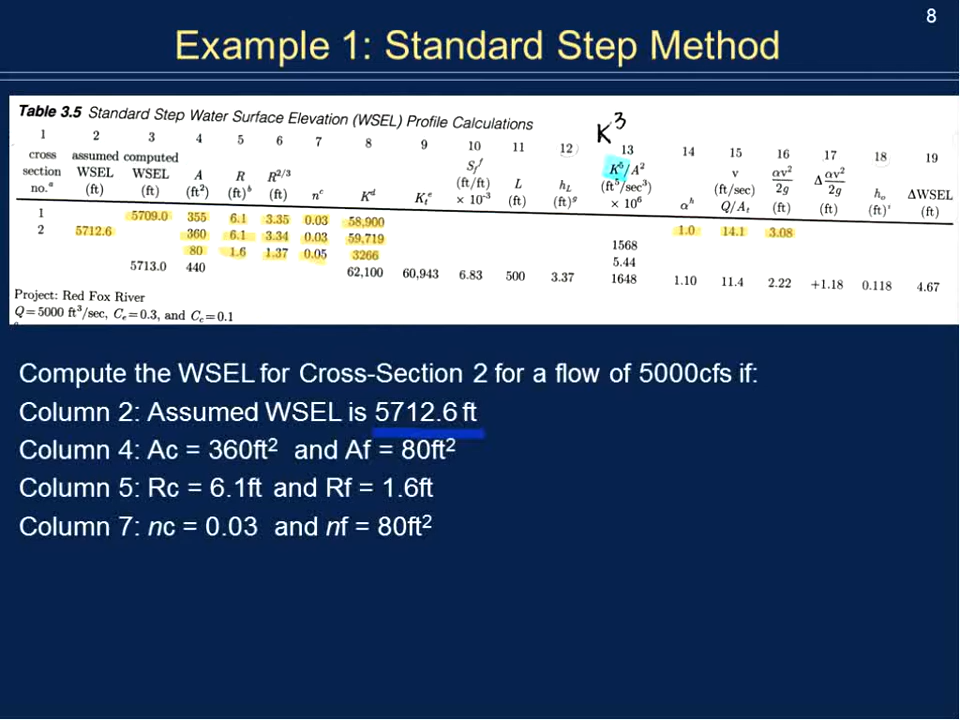 8
Example 1: Standard Step Method
Table 3.5 Standard Step Water Surface Elevation (WSEL) Profile Calculations
K³
1 2 3 4 5 6 7 8 9 10 11 12 13 14 15 16 17 18 19
cross assumed computed S_f^f K⁵/A² v αv² αv²
section WSEL WSEL A R R^2/3 (ft/ft) L h_L (ft⁵/sec³) (ft/sec) 2g Δ 2g h_o ΔWSEL
no.ᵃ (ft) (ft) (ft²) (ft)ᵇ (ft) nᶜ Kᵈ K_t^e × 10⁻³ (ft) (ft)ᵍ × 10⁶ αʰ Q/A_t (ft) (ft) (ft)ⁱ (ft)
1 5709.0 355 6.1 3.35 0.03 58,900 1.0 14.1 3.08
2 5712.6 360 6.1 3.34 0.03 59,719 1568
80 1.6 1.37 0.05 3266 5.44
5713.0 440 62,100 60,943 6.83 500 3.37 1648 1.10 11.4 2.22 +1.18 0.118 4.67
Project: Red Fox River
Q=5000 ft³/sec, C_e=0.3, and C_c=0.1
Compute the WSEL for Cross-Section 2 for a flow of 5000cfs if:
Column 2: Assumed WSEL is 5712.6 ft
Column 4: Ac = 360ft² and Af = 80ft²
Column 5: Rc = 6.1ft and Rf = 1.6ft
Column 7: nc = 0.03 and nf = 80ft²